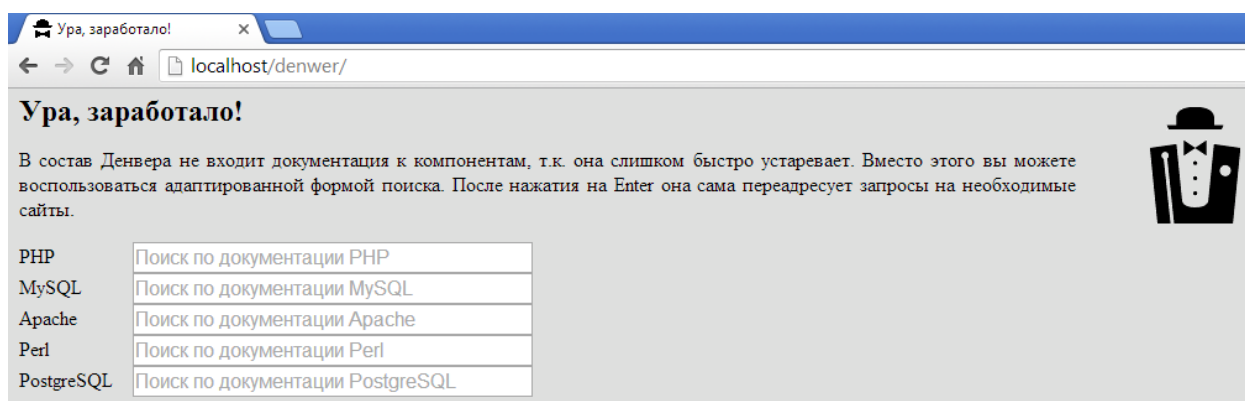 Ура, заработало!
localhost/denwer/
Ура, заработало!
В состав Денвера не входит документация к компонентам, т.к. она слишком быстро устаревает. Вместо этого вы можете
воспользоваться адаптированной формой поиска. После нажатия на Enter она сама переадресует запросы на необходимые
сайты.
PHP Поиск по документации PHP
MySQL Поиск по документации MySQL
Apache Поиск по документации Apache
Perl Поиск по документации Perl
PostgreSQL Поиск по документации PostgreSQL